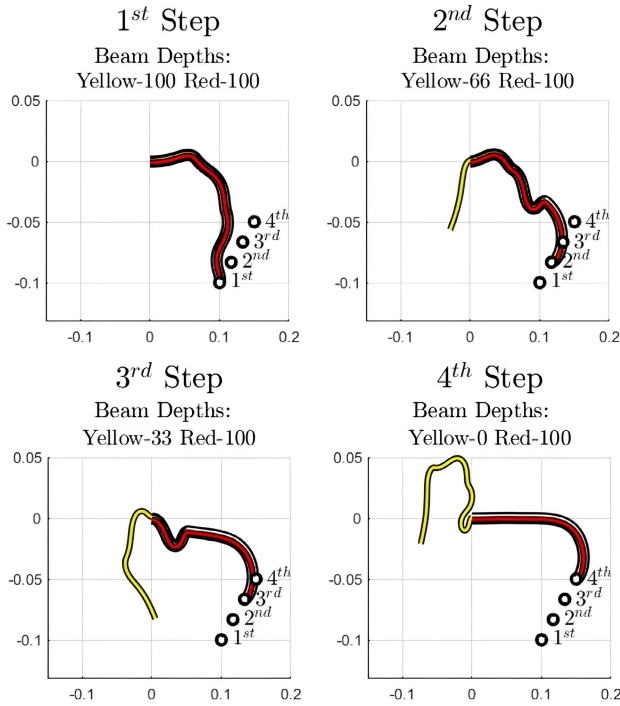 1st Step
Beam Depths:
Yellow-100 Red-100
0.05
0
-0.05
-0.1
-0.1
0
0.1
0.2
4th
3rd
2nd
1st
2nd Step
Beam Depths:
Yellow-66 Red-100
0.05
0
-0.05
-0.1
-0.1
0
0.1
0.2
4th
3rd
2nd
1st
3rd Step
Beam Depths:
Yellow-33 Red-100
0.05
0
-0.05
-0.1
-0.1
0
0.1
0.2
4th
3rd
2nd
1st
4th Step
Beam Depths:
Yellow-0 Red-100
0.05
0
-0.05
-0.1
-0.1
0
0.1
0.2
4th
3rd
2nd
1st